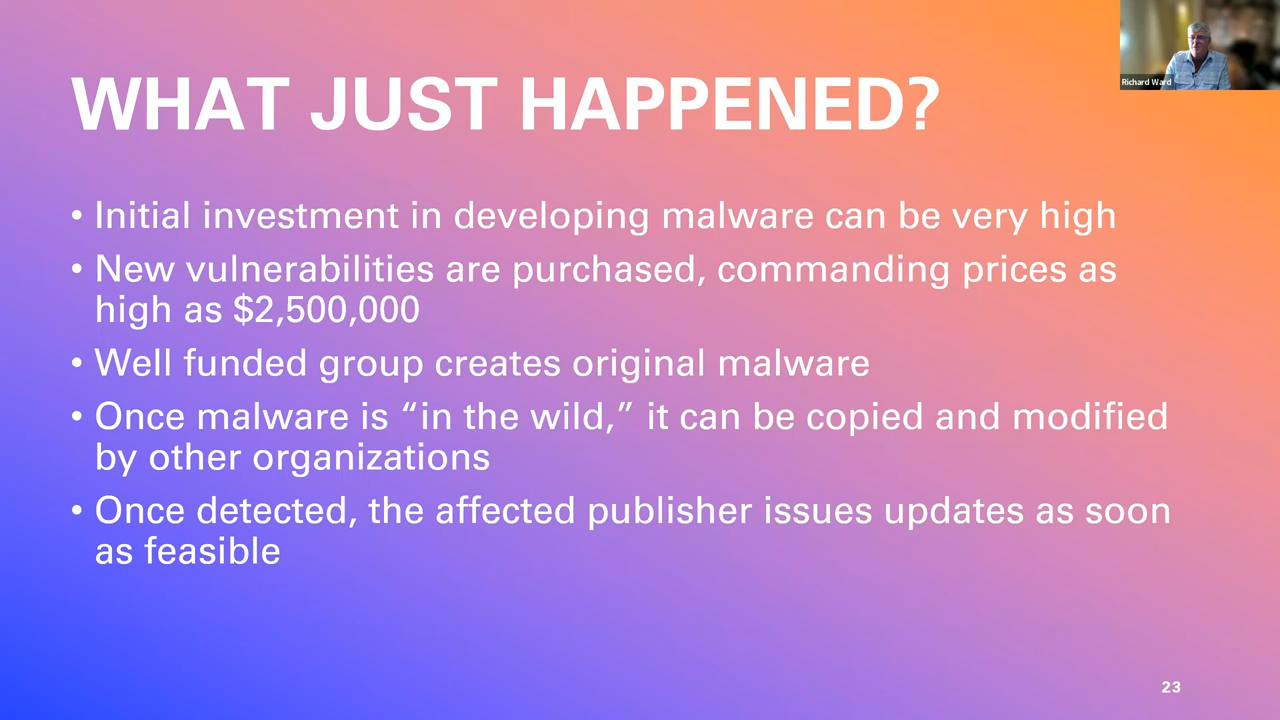 Richard Ward
WHAT JUST HAPPENED?
• Initial investment in developing malware can be very high
• New vulnerabilities are purchased, commanding prices as
high as $2,500,000
• Well funded group creates original malware
• Once malware is “in the wild,” it can be copied and modified
by other organizations
• Once detected, the affected publisher issues updates as soon
as feasible
23